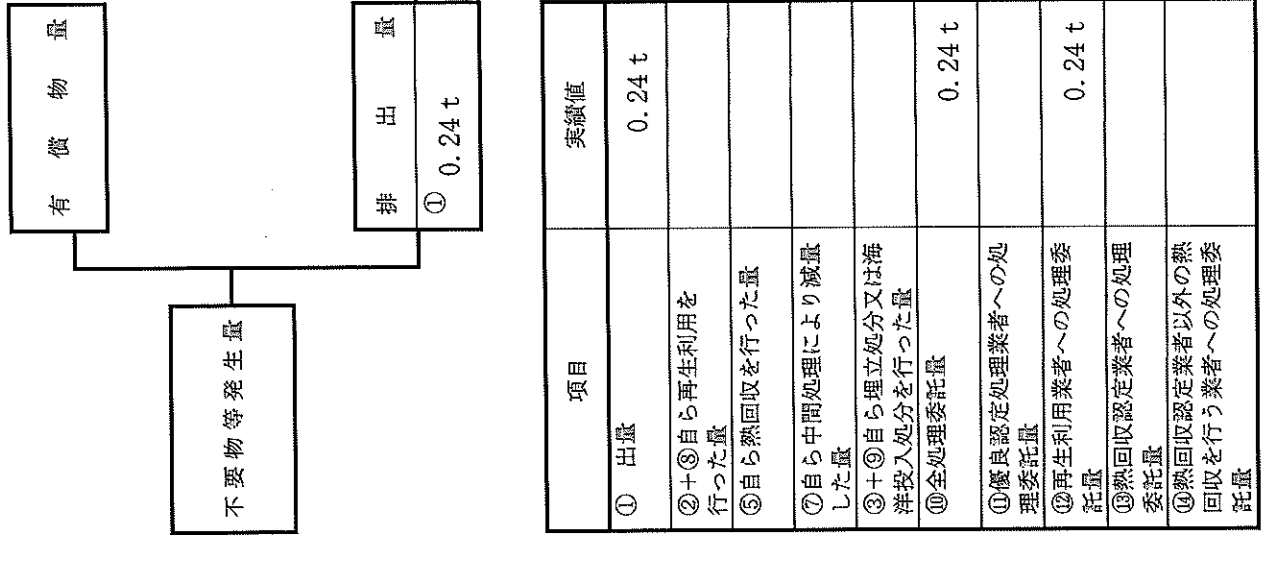 有償物量
不要物等発生量
排出量
① 0.24 t
項目 実績値
① 出量 0.24 t
②+⑧自ら再生利用を
行った量
⑤自ら熱回収を行った量
⑦自ら中間処理により減量
した量
③+⑨自ら埋立処分又は海
洋投入処分を行った量
⑩全処理委託量 0.24 t
⑪優良認定処理業者への処
理委託量
⑫再生利用業者への処理委 0.24 t
託量
⑬熱回収認定業者への処理
委託量
⑭熱回収認定業者以外の熱
回収を行う業者への処理委
託量